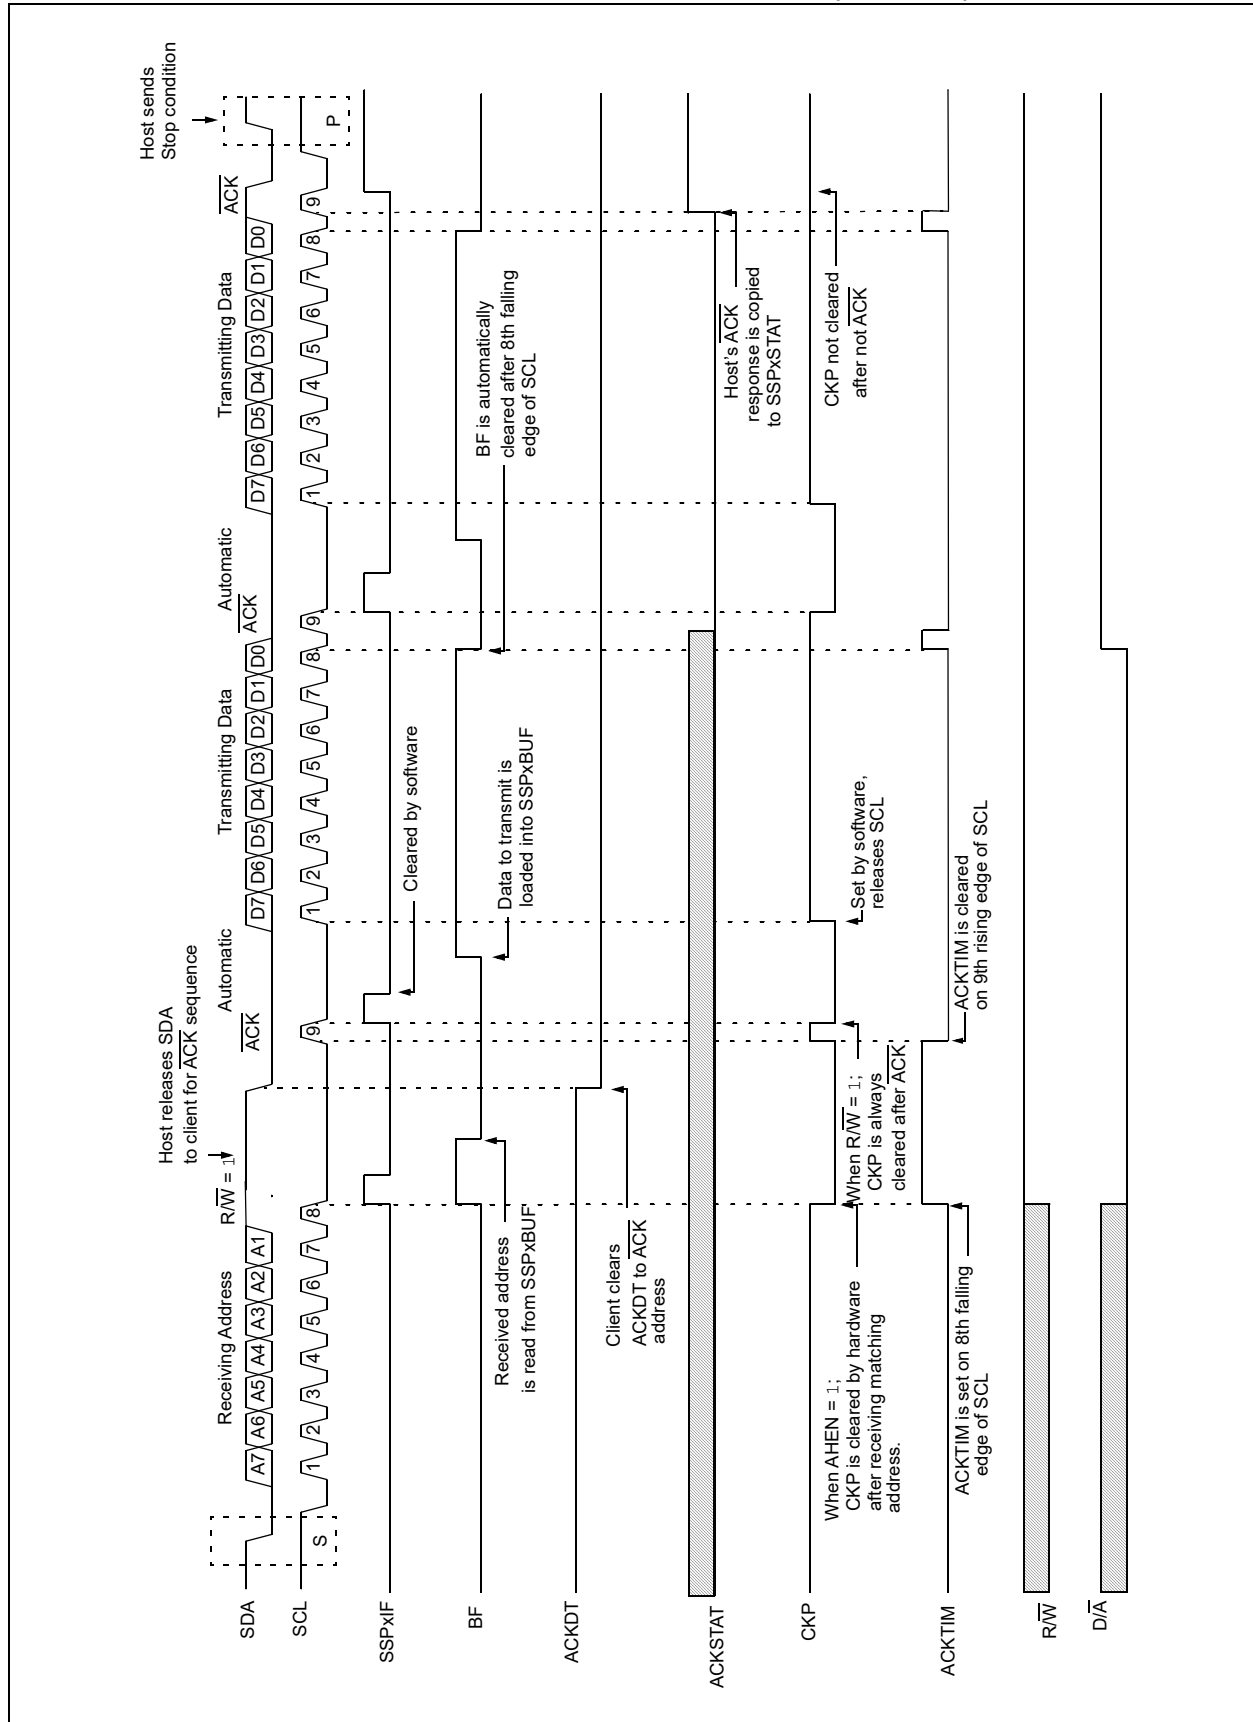 Host sends
Stop condition
Host releases SDA
to client for A̅C̅K̅ sequence
Receiving Address
R/W̅ = 1
Automatic
A̅C̅K̅
Transmitting Data
Automatic
A̅C̅K̅
Transmitting Data
A̅C̅K̅
SDA
A7 A6 A5 A4 A3 A2 A1
D7 D6 D5 D4 D3 D2 D1 D0
D7 D6 D5 D4 D3 D2 D1 D0
SCL
S
1 2 3 4 5 6 7 8 9
1 2 3 4 5 6 7 8 9
1 2 3 4 5 6 7 8 9
P
SSPxIF
Cleared by software
BF
Received address
is read from SSPxBUF
Data to transmit is
loaded into SSPxBUF
BF is automatically
cleared after 8th falling
edge of SCL
ACKDT
Client clears
ACKDT to A̅C̅K̅
address
ACKSTAT
Host's A̅C̅K̅
response is copied
to SSPxSTAT
CKP
When AHEN = 1;
CKP is cleared by hardware
after receiving matching
address.
When R/W̅ = 1;
CKP is always
cleared after A̅C̅K̅
Set by software,
releases SCL
CKP not cleared
after not A̅C̅K̅
ACKTIM
ACKTIM is set on 8th falling
edge of SCL
ACKTIM is cleared
on 9th rising edge of SCL
R/W̅
D/A̅